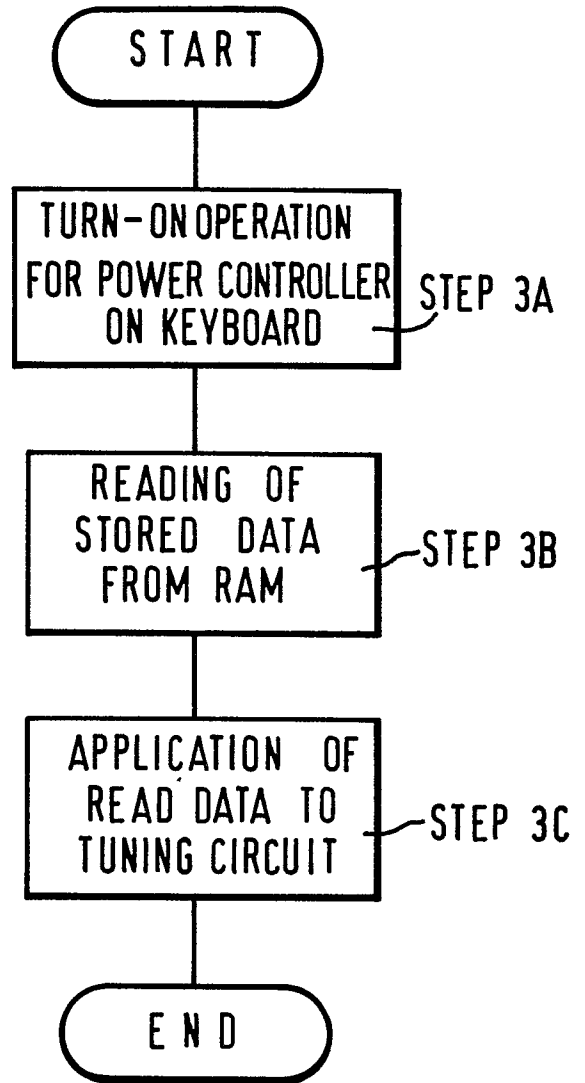 START
TURN-ON OPERATION
FOR POWER CONTROLLER
ON KEYBOARD
STEP 3A
READING OF
STORED DATA
FROM RAM
STEP 3B
APPLICATION OF
READ DATA TO
TUNING CIRCUIT
STEP 3C
END